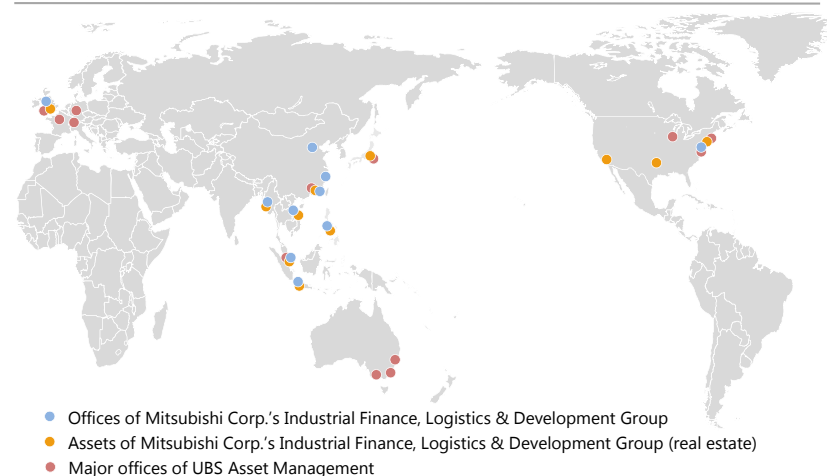 Offices of Mitsubishi Corp.'s Industrial Finance, Logistics & Development Group
Assets of Mitsubishi Corp.'s Industrial Finance, Logistics & Development Group (real estate)
Major offices of UBS Asset Management